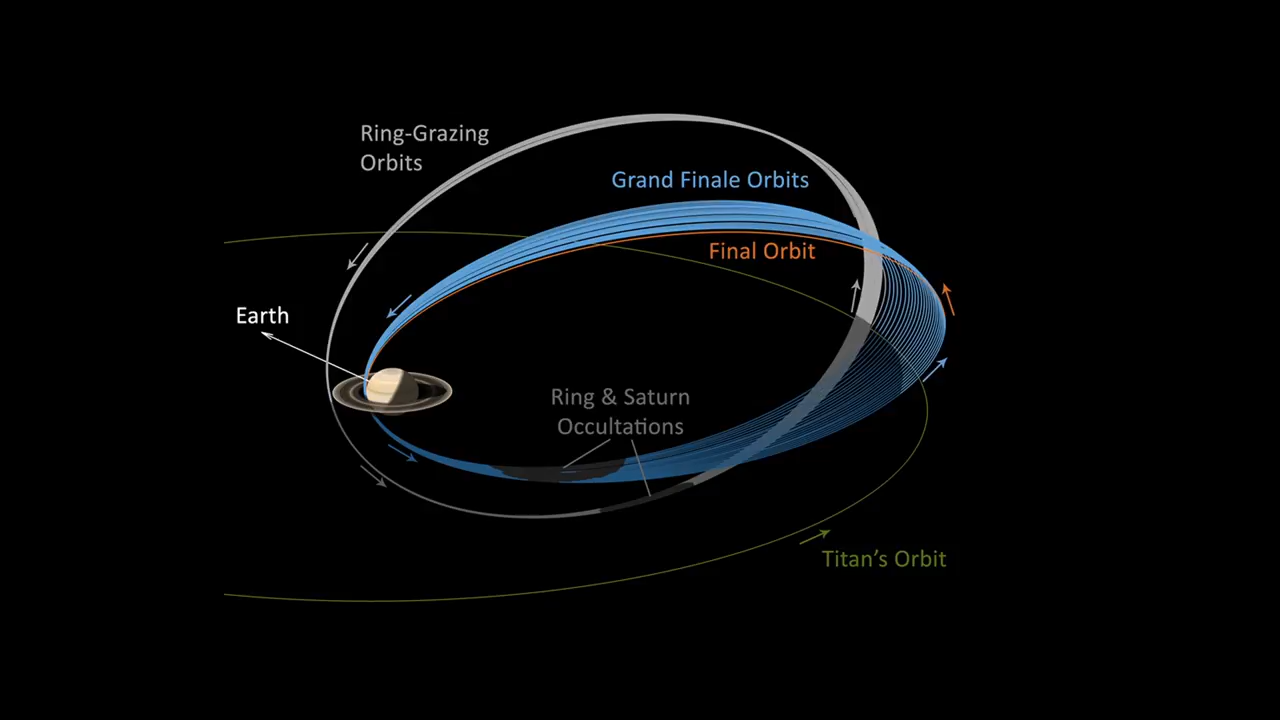 Ring-Grazing
Orbits
Grand Finale Orbits
Final Orbit
Earth
Ring & Saturn
Occultations
Titan's Orbit